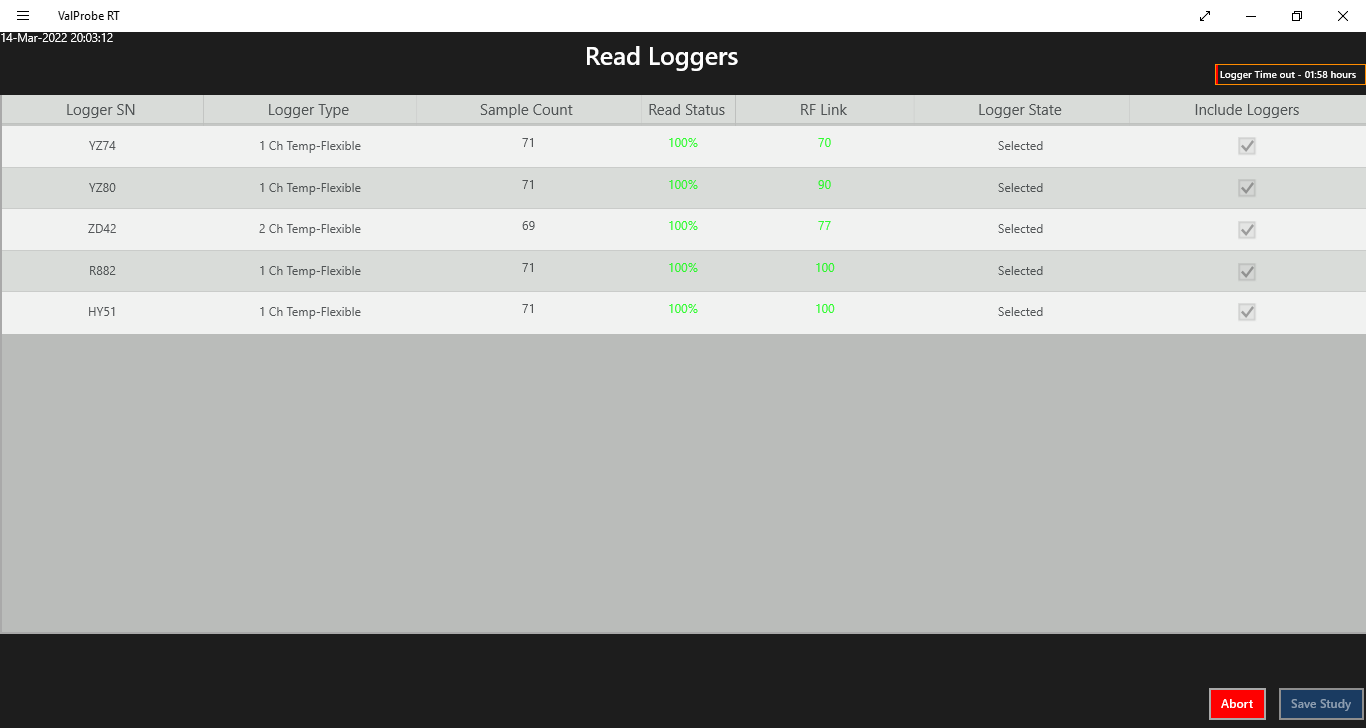 ValProbe RT
14-Mar-2022 20:03:12
Read Loggers
Logger Time out - 01:58 hours
Logger SN Logger Type Sample Count Read Status RF Link Logger State Include Loggers
YZ74 1 Ch Temp-Flexible 71 100% 70 Selected
YZ80 1 Ch Temp-Flexible 71 100% 90 Selected
ZD42 2 Ch Temp-Flexible 69 100% 77 Selected
R882 1 Ch Temp-Flexible 71 100% 100 Selected
HY51 1 Ch Temp-Flexible 71 100% 100 Selected
Abort Save Study